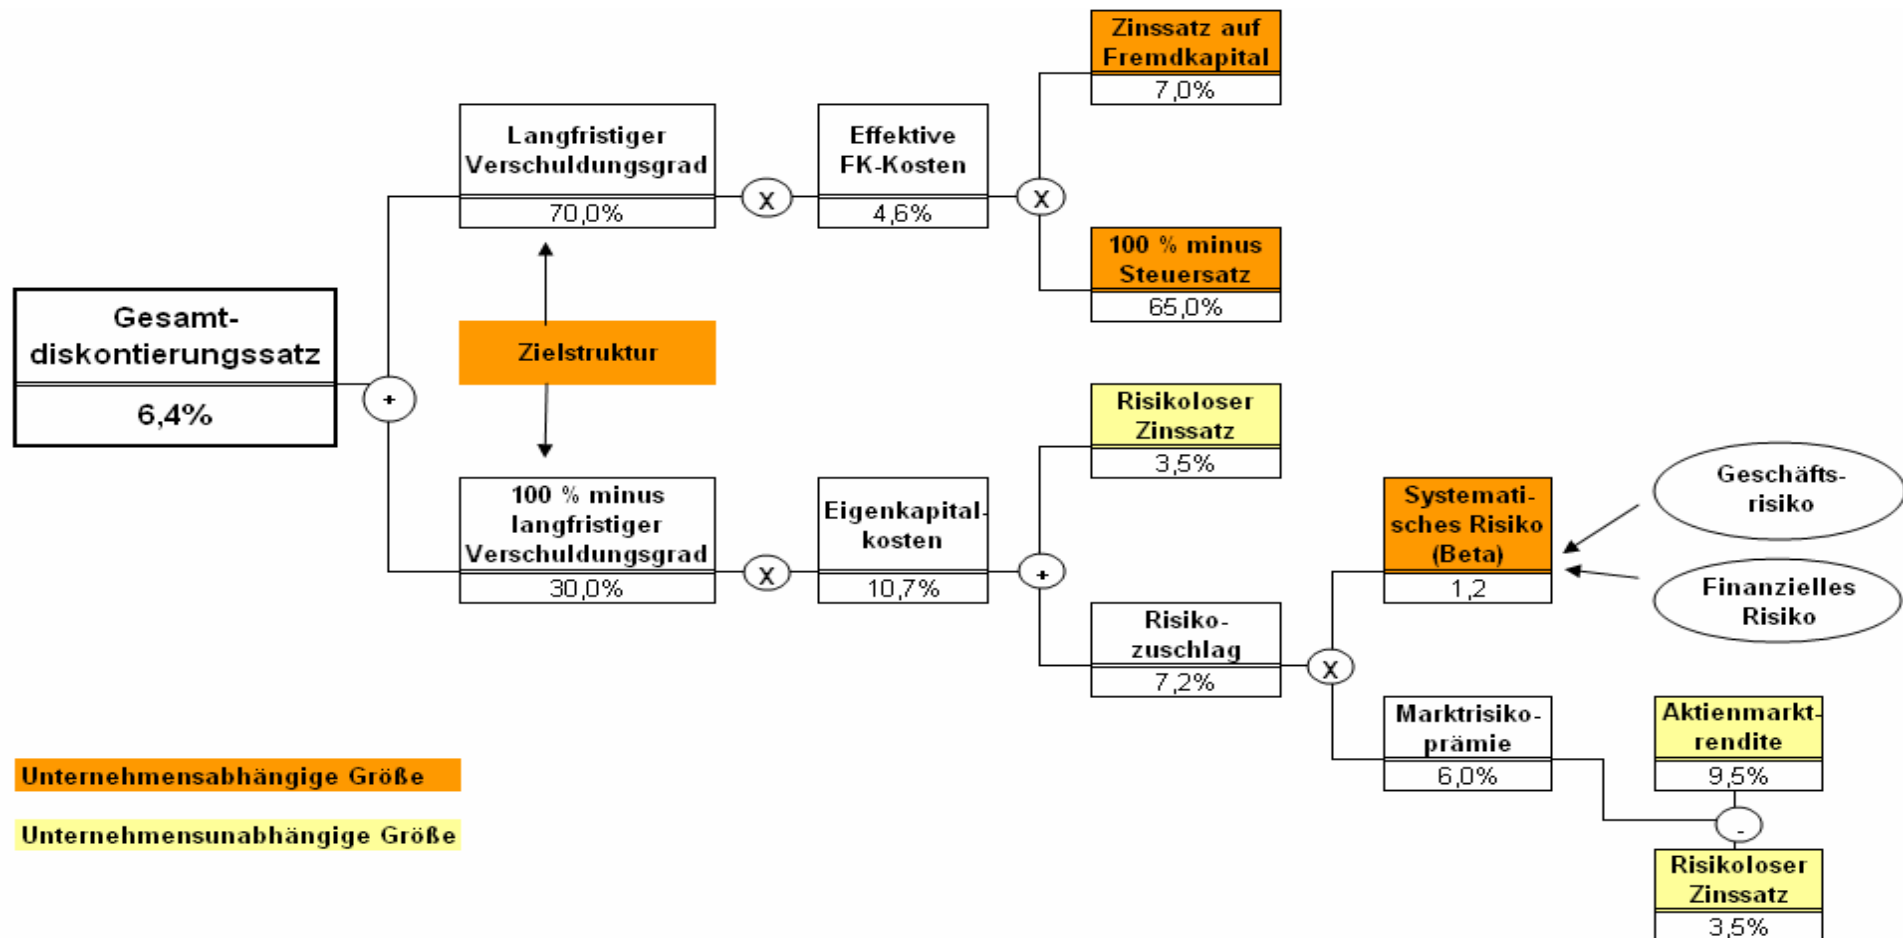 Zinssatz auf
Fremdkapital
7,0%
Langfristiger
Verschuldungsgrad
70,0%
X
Effektive
FK-Kosten
4,6%
X
100 % minus
Steuersatz
65,0%
Gesamt-
diskontierungssatz
6,4%
+
Zielstruktur
100 % minus
langfristiger
Verschuldungsgrad
30,0%
X
Eigenkapital-
kosten
10,7%
+
Risikoloser
Zinssatz
3,5%
Risiko-
zuschlag
7,2%
X
Systemati-
sches Risiko
(Beta)
1,2
Geschäfts-
risiko
Finanzielles
Risiko
Marktrisiko-
prämie
6,0%
Aktienmarkt-
rendite
9,5%
-
Risikoloser
Zinssatz
3,5%
Unternehmensabhängige Größe
Unternehmensunabhängige Größe